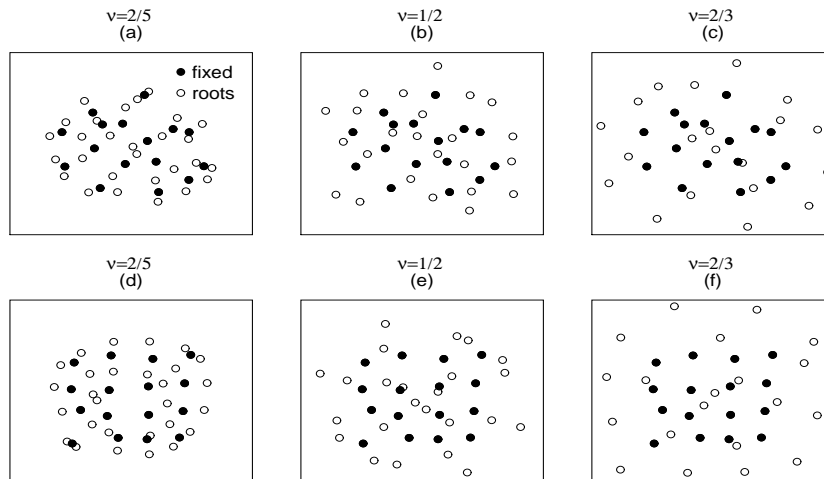 ν=2/5
(a)
fixed
roots
ν=1/2
(b)
ν=2/3
(c)
ν=2/5
(d)
ν=1/2
(e)
ν=2/3
(f)